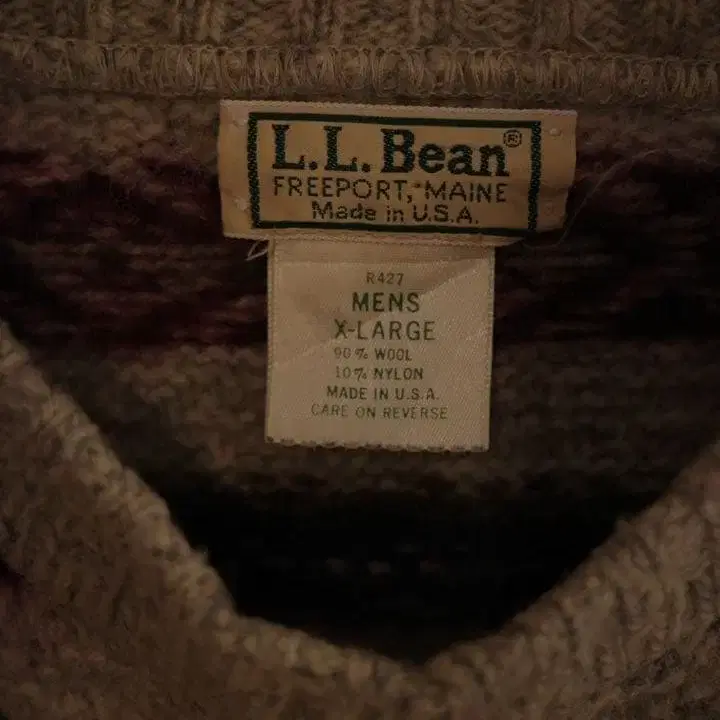 L.L.Bean®
FREEPORT, MAINE
Made in U.S.A.
R427
MENS
X-LARGE
90% WOOL
10% NYLON
MADE IN U.S.A.
CARE ON REVERSE